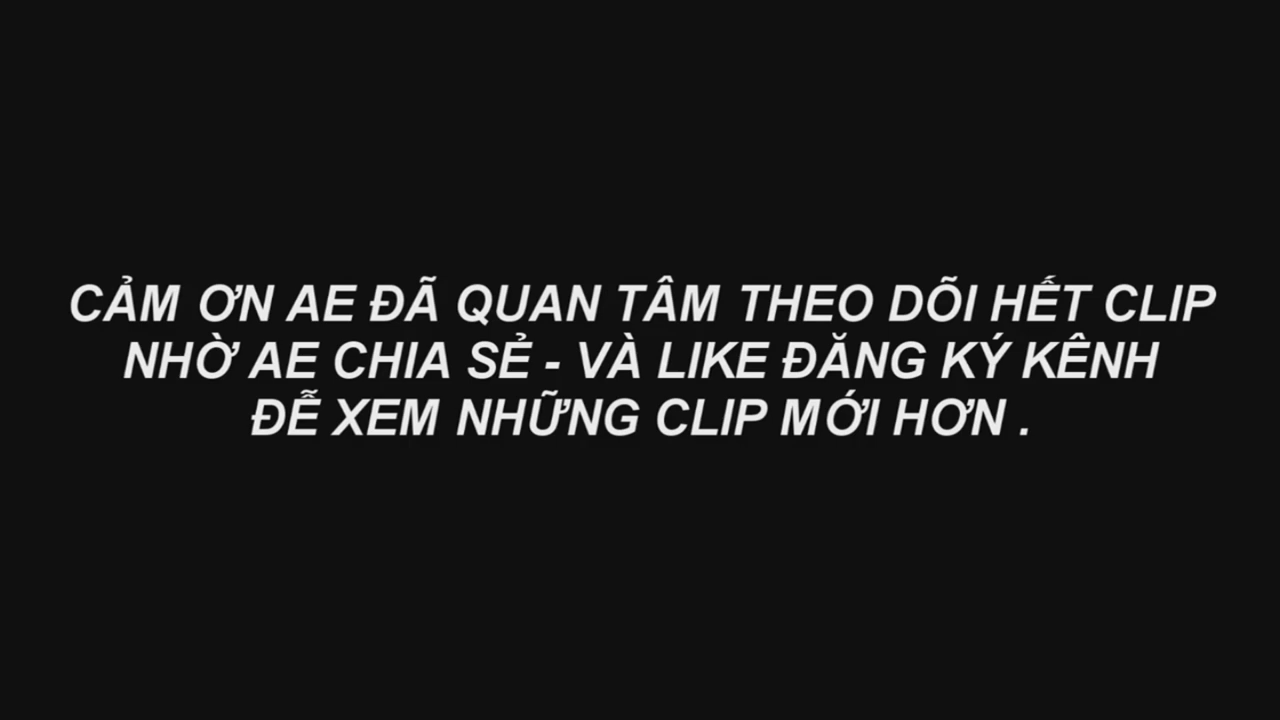 CẢM ƠN AE ĐÃ QUAN TÂM THEO DÕI HẾT CLIP
NHỜ AE CHIA SẺ - VÀ LIKE ĐĂNG KÝ KÊNH
ĐỄ XEM NHỮNG CLIP MỚI HƠN .